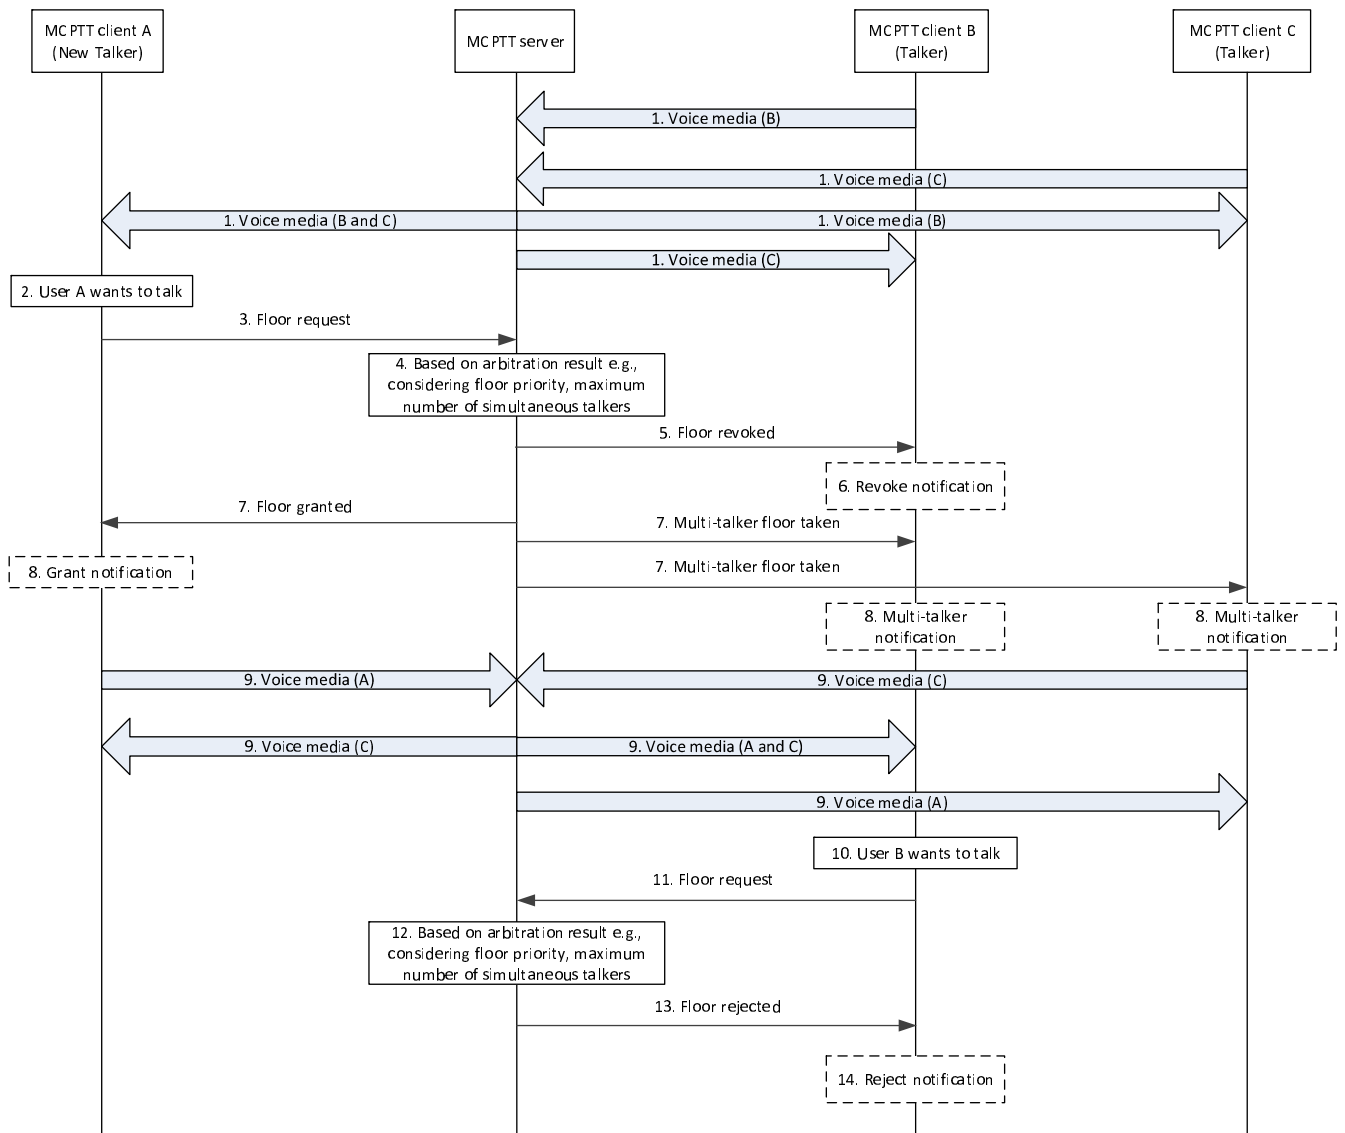 MCPTT client A
(New Talker)
MCPTT server
MCPTT client B
(Talker)
MCPTT client C
(Talker)
1. Voice media (B)
1. Voice media (C)
1. Voice media (B and C)
1. Voice media (B)
1. Voice media (C)
2. User A wants to talk
3. Floor request
4. Based on arbitration result e.g.,
considering floor priority, maximum
number of simultaneous talkers
5. Floor revoked
6. Revoke notification
7. Floor granted
7. Multi-talker floor taken
8. Grant notification
7. Multi-talker floor taken
8. Multi-talker
notification
8. Multi-talker
notification
9. Voice media (A)
9. Voice media (C)
9. Voice media (C)
9. Voice media (A and C)
9. Voice media (A)
10. User B wants to talk
11. Floor request
12. Based on arbitration result e.g.,
considering floor priority, maximum
number of simultaneous talkers
13. Floor rejected
14. Reject notification